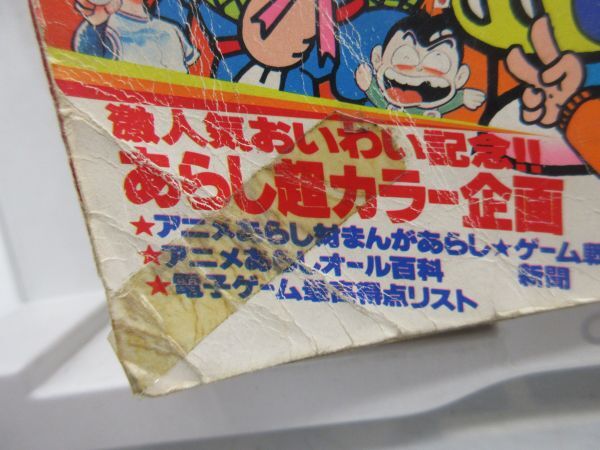 激人気おいわい記念!!
あらし超カラー企画
★アニメあらし対まんがあらし★ゲーム戦
★アニメあらしオール百科 新聞
★電子ゲーム最高得点リスト